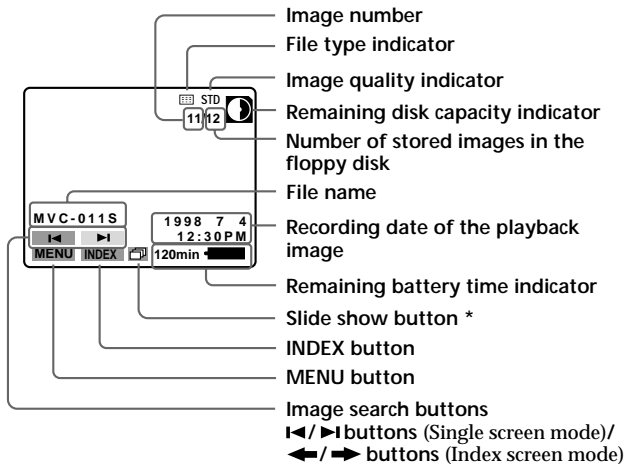 Image number
File type indicator
Image quality indicator
STD
11/12
Remaining disk capacity indicator
Number of stored images in the
floppy disk
File name
MVC-011S
1998 7 4
12:30PM
Recording date of the playback
image
MENU INDEX 120min
Remaining battery time indicator
Slide show button *
INDEX button
MENU button
Image search buttons
buttons (Single screen mode)/
/ buttons (Index screen mode)